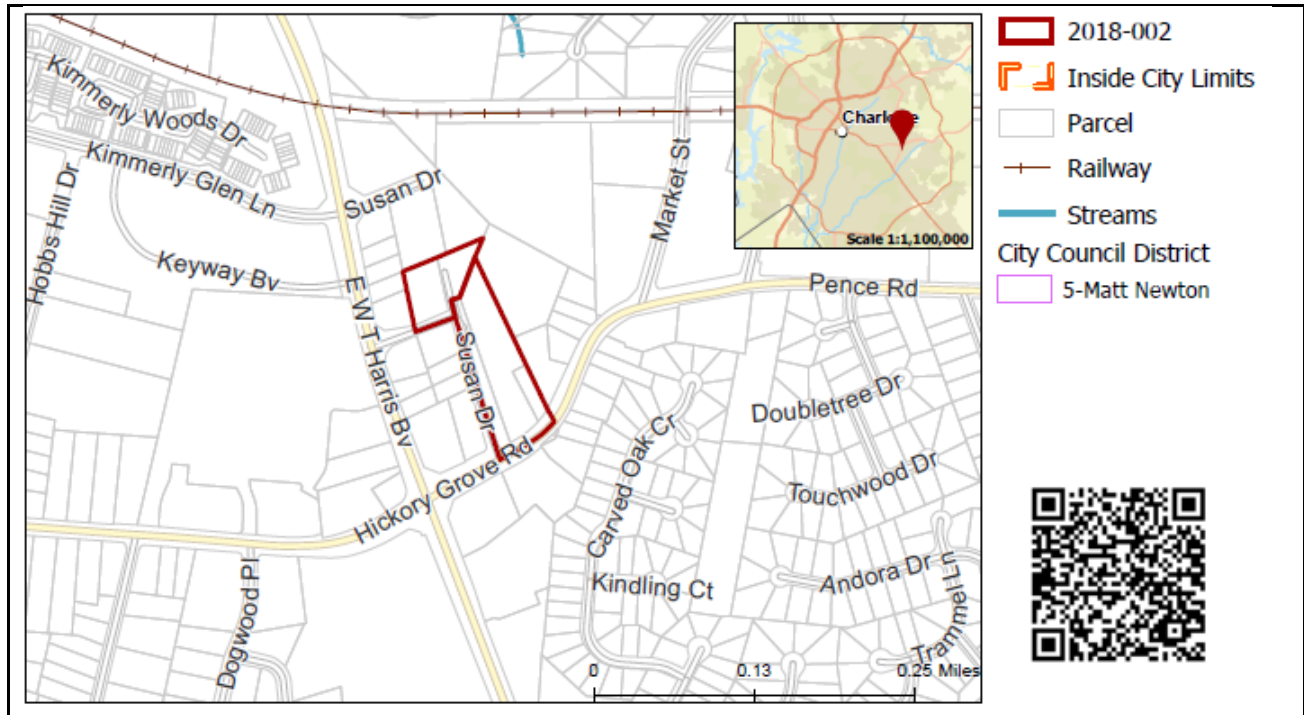 Kimmerly Woods Dr
Kimmerly Glen Ln
Hobbs Hill Dr
Susan Dr
Keyway Bv
E W T Harris Bv
Susan Dr
Market St
Pence Rd
Hickory Grove Rd
Carved Oak Cr
Doubletree Dr
Touchwood Dr
Kindling Ct
Andora Dr
Trammel Ln
Dogwood Pl
0 0.13 0.25 Miles
Scale 1:1,100,000
2018-002
Inside City Limits
Parcel
Railway
Streams
City Council District
5-Matt Newton